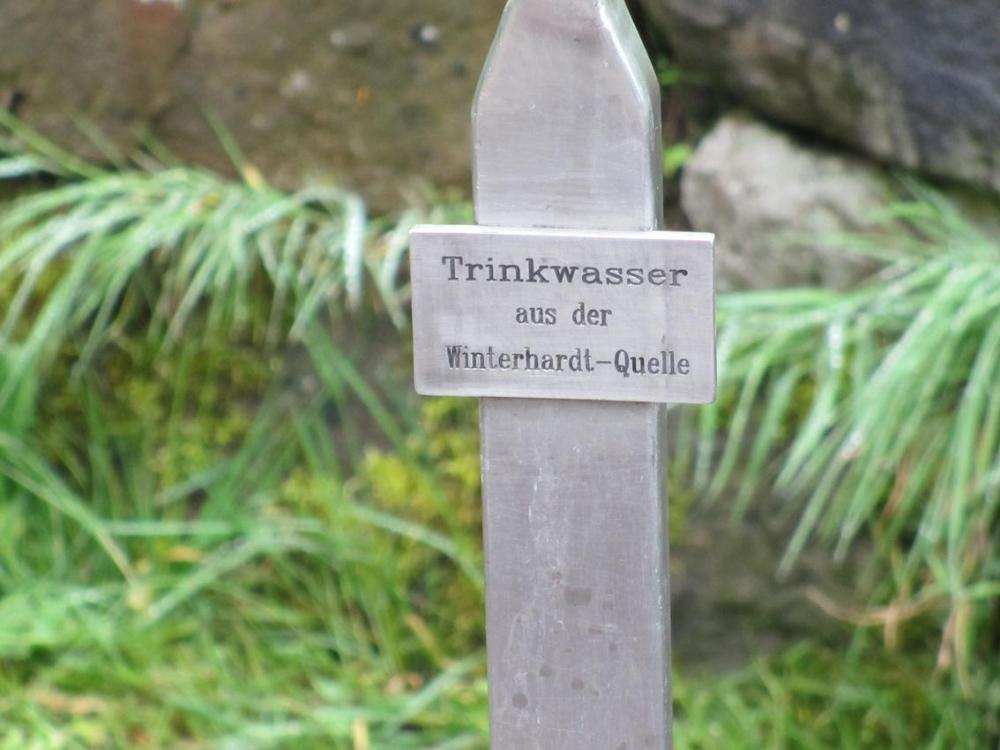 Trinkwasser
aus der
Winterhardt-Quelle